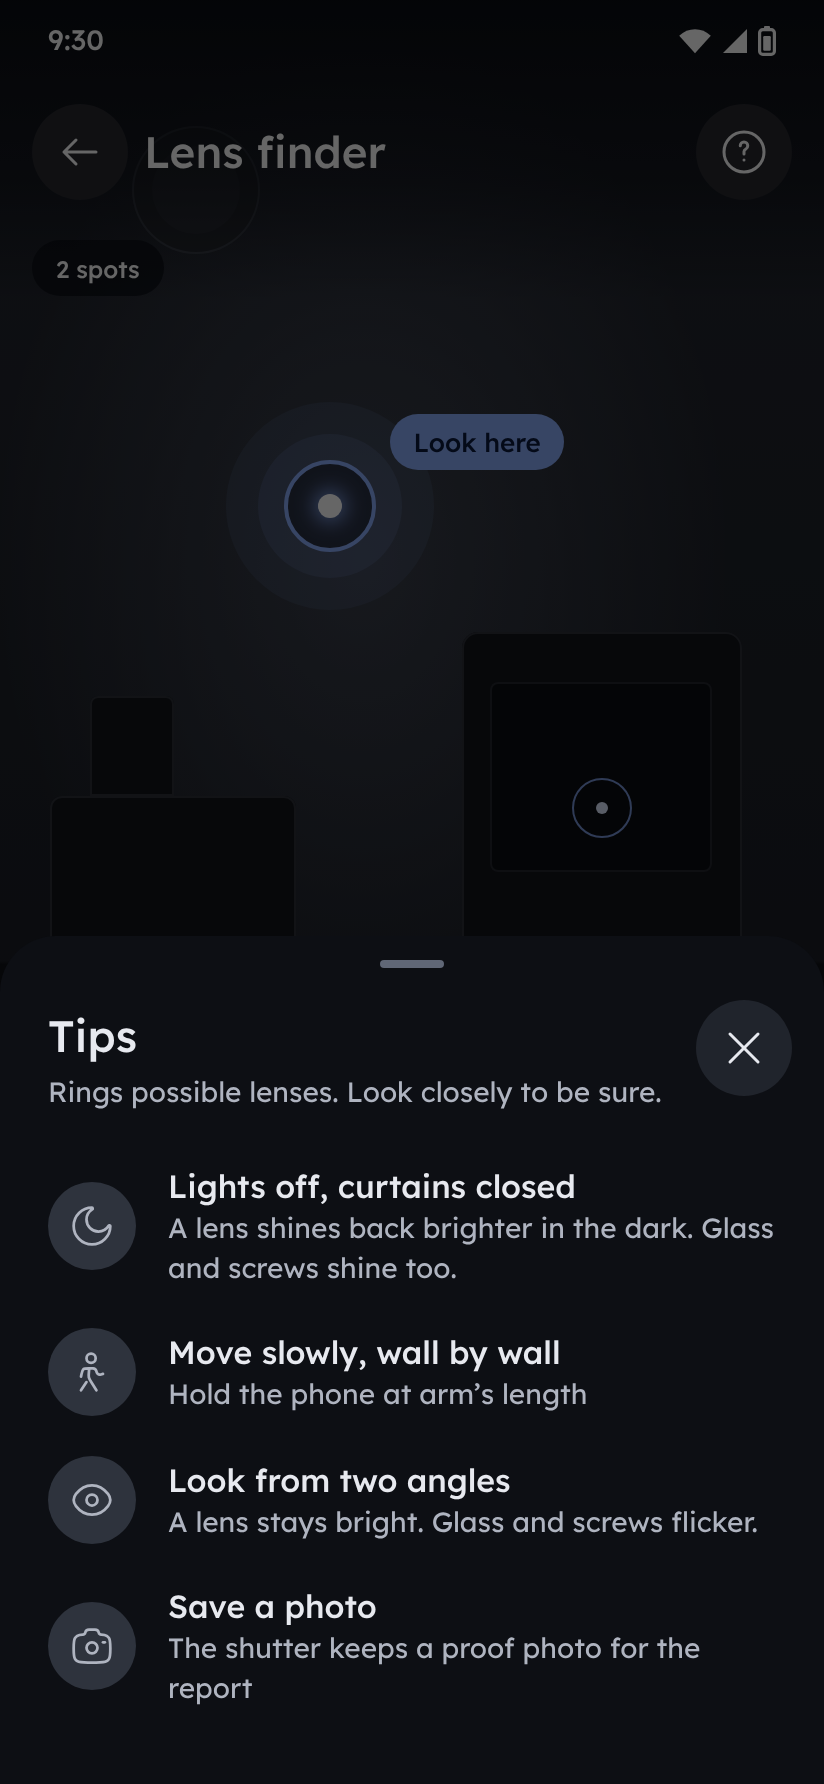 9:30
Lens finder
2 spots
Look here
Tips
Rings possible lenses. Look closely to be sure.
Lights off, curtains closed
A lens shines back brighter in the dark. Glass
and screws shine too.
Move slowly, wall by wall
Hold the phone at arm’s length
Look from two angles
A lens stays bright. Glass and screws flicker.
Save a photo
The shutter keeps a proof photo for the
report